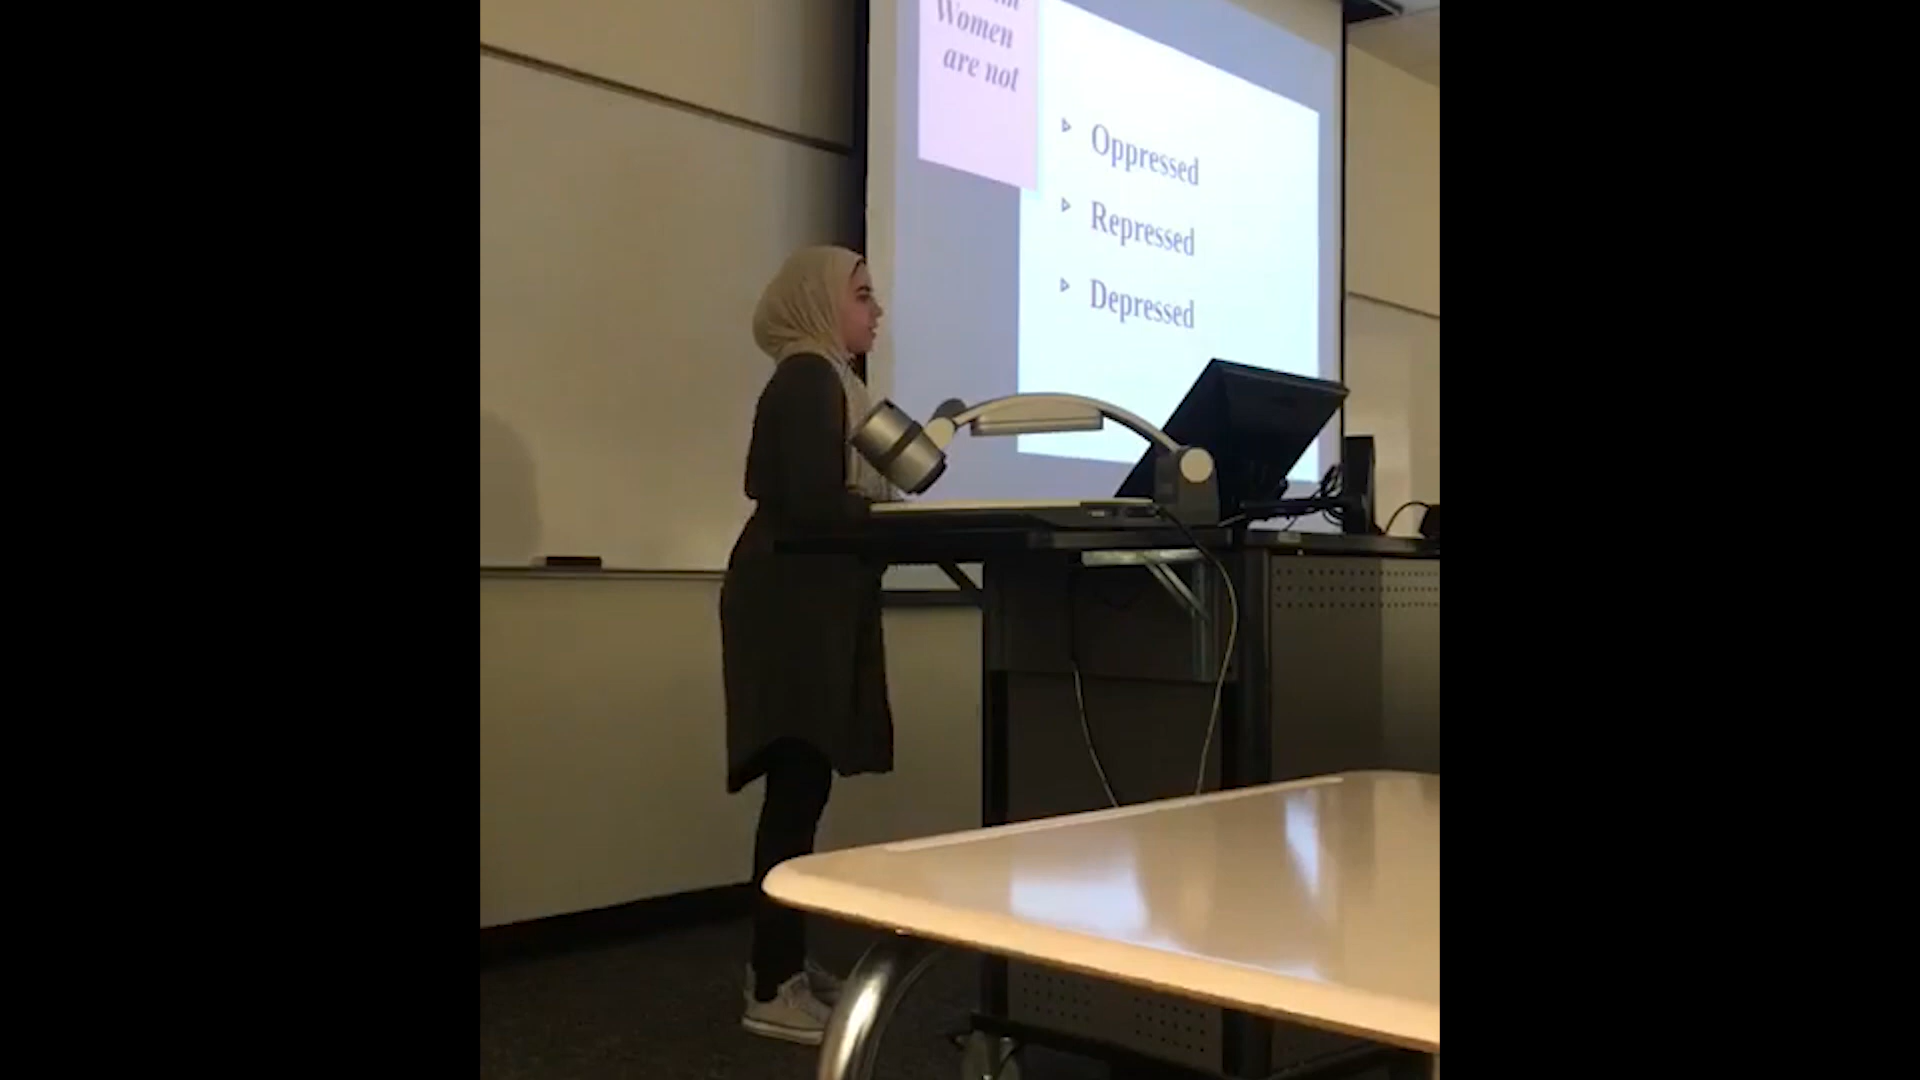 Women
are not
Oppressed
Repressed
Depressed